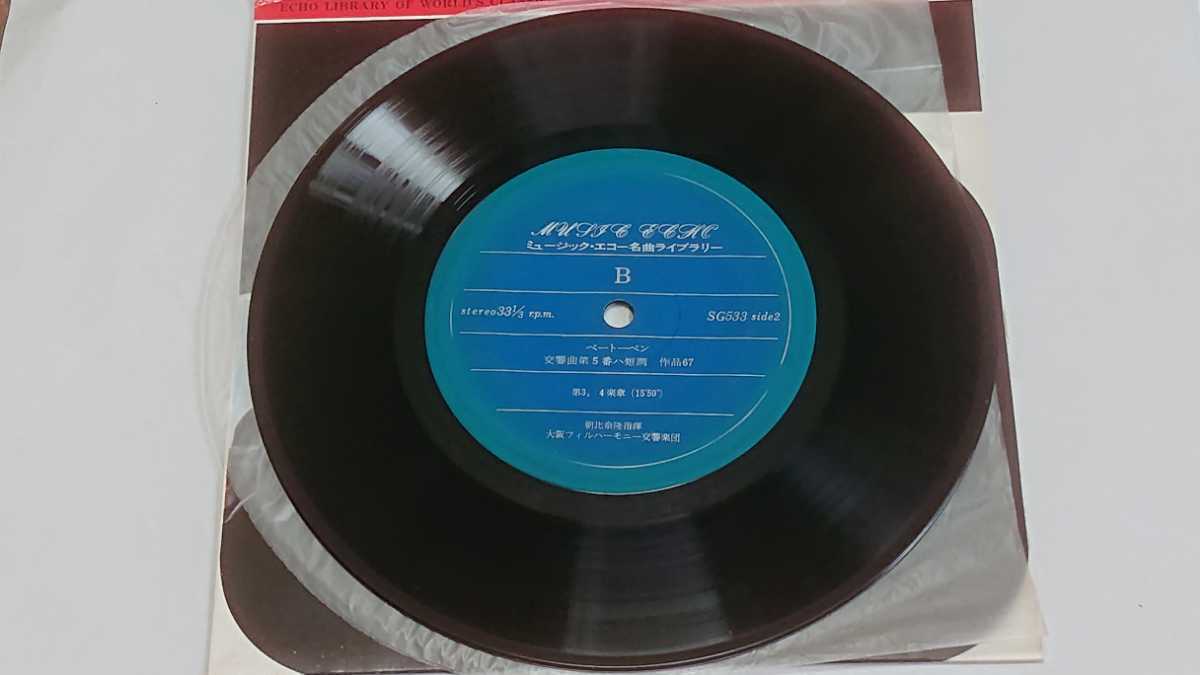 ECHO LIBRARY OF WORLD'S
MUSIC ECHO
ミュージック・エコー名曲ライブラリー
B
stereo 33⅓ r.p.m.
SG533 side2
ベートーベン
交響曲第5番ハ短調 作品67
第3, 4楽章 (15'50")
朝比奈隆指揮
大阪フィルハーモニー交響楽団